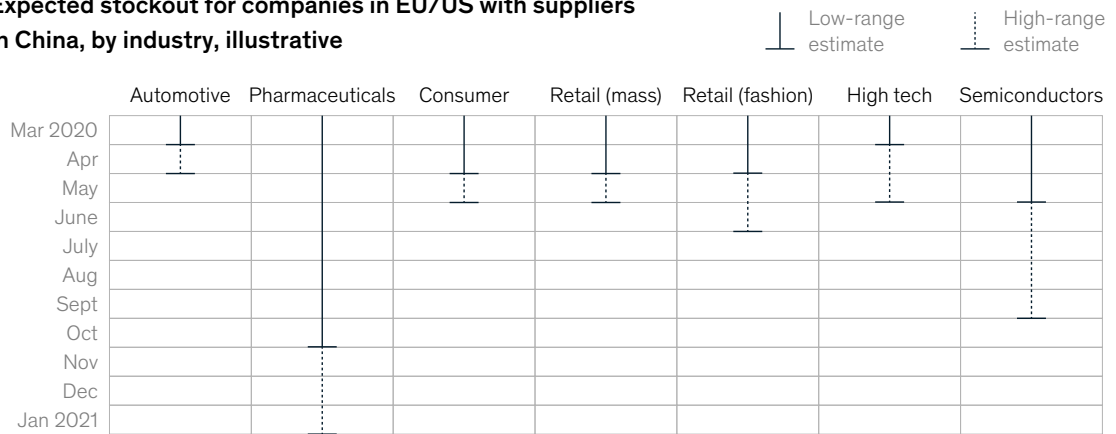 Expected stockout for companies in EU/US with suppliers
in China, by industry, illustrative
Low-range
estimate
High-range
estimate
Automotive Pharmaceuticals Consumer Retail (mass) Retail (fashion) High tech Semiconductors
Mar 2020
Apr
May
June
July
Aug
Sept
Oct
Nov
Dec
Jan 2021